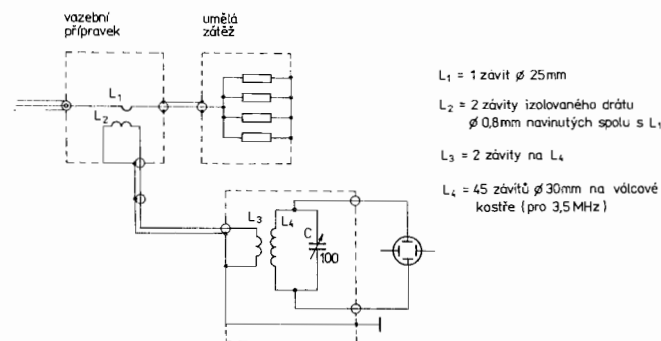 vazební
přípravek
umělá
zátěž
L₁
L₂
L₃
L₄
C
100
L₁ = 1 závit ø 25mm
L₂ = 2 závity izolovaného drátu
ø 0,8mm navinutých spolu s L₁
L₃ = 2 závity na L₄
L₄ = 45 závitů ø 30mm na válcové
kostře (pro 3,5 MHz)